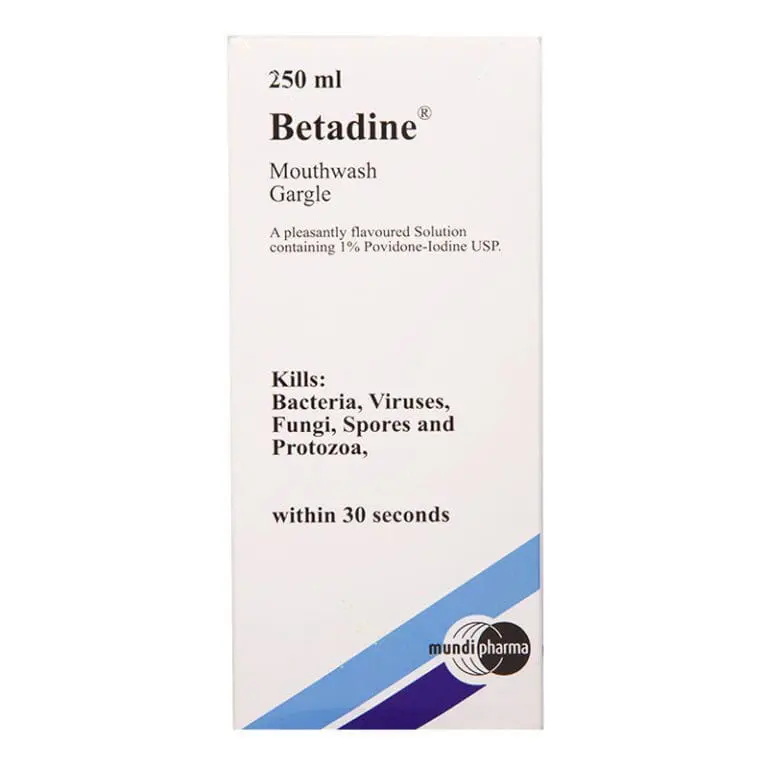 250 ml
Betadine®
Mouthwash
Gargle
A pleasantly flavoured Solution
containing 1% Povidone-Iodine USP.
Kills:
Bacteria, Viruses,
Fungi, Spores and
Protozoa,
within 30 seconds
mundipharma